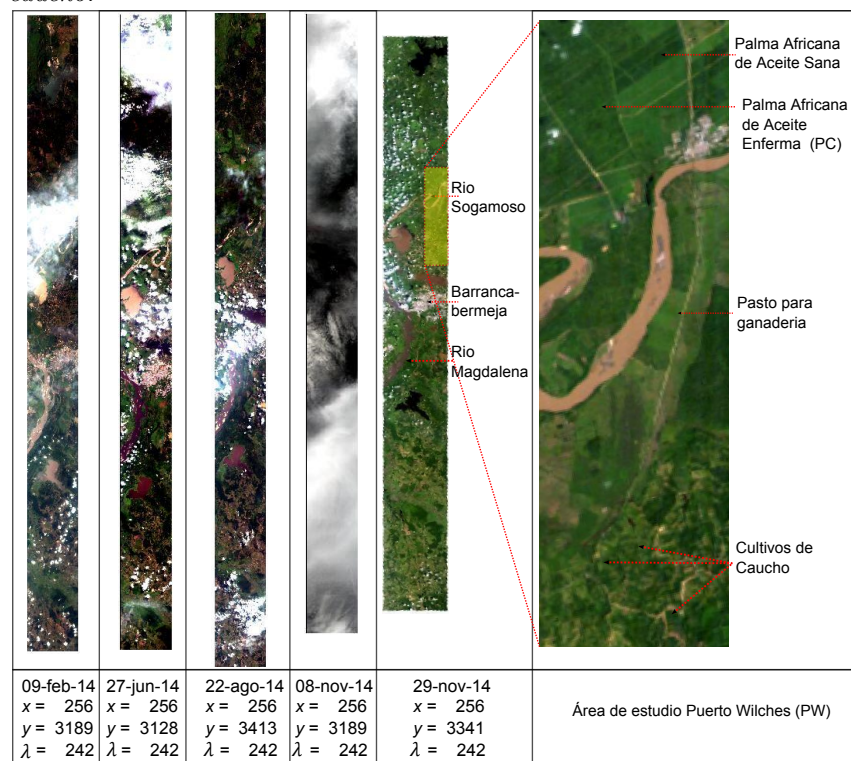 Palma Africana
de Aceite Sana
Palma Africana
de Aceite
Enferma (PC)
Rio
Sogamoso
Barranca-
bermeja
Rio
Magdalena
Pasto para
ganaderia
Cultivos de
Caucho
09-feb-14
x = 256
y = 3189
λ = 242
27-jun-14
x = 256
y = 3128
λ = 242
22-ago-14
x = 256
y = 3413
λ = 242
08-nov-14
x = 256
y = 3189
λ = 242
29-nov-14
x = 256
y = 3341
λ = 242
Área de estudio Puerto Wilches (PW)